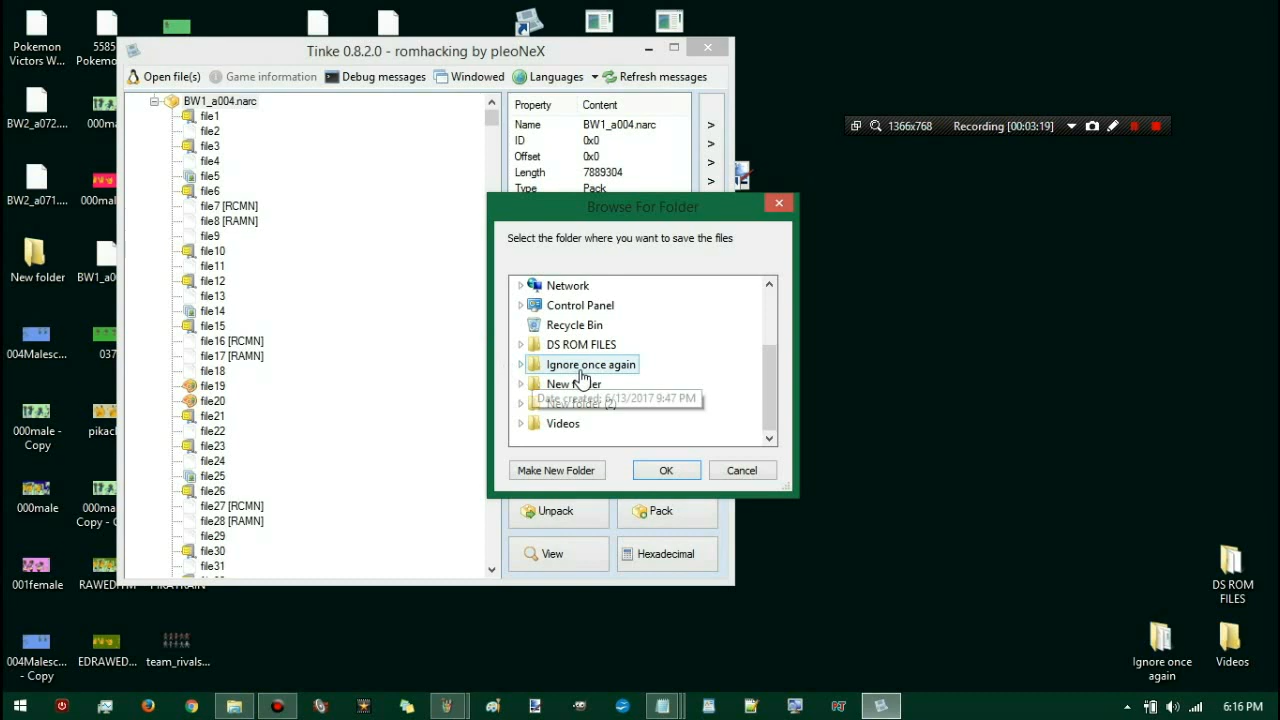 Pokemon
Victors W...
5585
Pokemo
BW2_a072....
000m
BW2_a071....
000mal
New folder
BW1_a0
004Malesc...
037
000male -
Copy
pikac
000male
000ma
Copy - C
001female
RAWEDIYM
004Malesc...
- Copy
EDRAWED...
team_rivals...
Tinke 0.8.2.0 - romhacking by pleoNeX
Open file(s)
Game information
Debug messages
Windowed
Languages
Refresh messages
BW1_a004.narc
file1
file2
file3
file4
file5
file6
file7 [RCMN]
file8 [RAMN]
file9
file10
file11
file12
file13
file14
file15
file16 [RCMN]
file17 [RAMN]
file18
file19
file20
file21
file22
file23
file24
file25
file26
file27 [RCMN]
file28 [RAMN]
file29
file30
file31
Property Content
Name BW1_a004.narc
ID 0x0
Offset 0x0
Length 7889304
Type Pack
>
>
>
>
Browse For Folder
Select the folder where you want to save the files
Network
Control Panel
Recycle Bin
DS ROM FILES
Ignore once again
New folder
Date created: 6/13/2017 9:47 PM
New folder (2)
Videos
Make New Folder
OK
Cancel
Unpack
Pack
View
Hexadecimal
1366x768
Recording [00:03:19]
DS ROM
FILES
Ignore once
again
Videos
6:16 PM